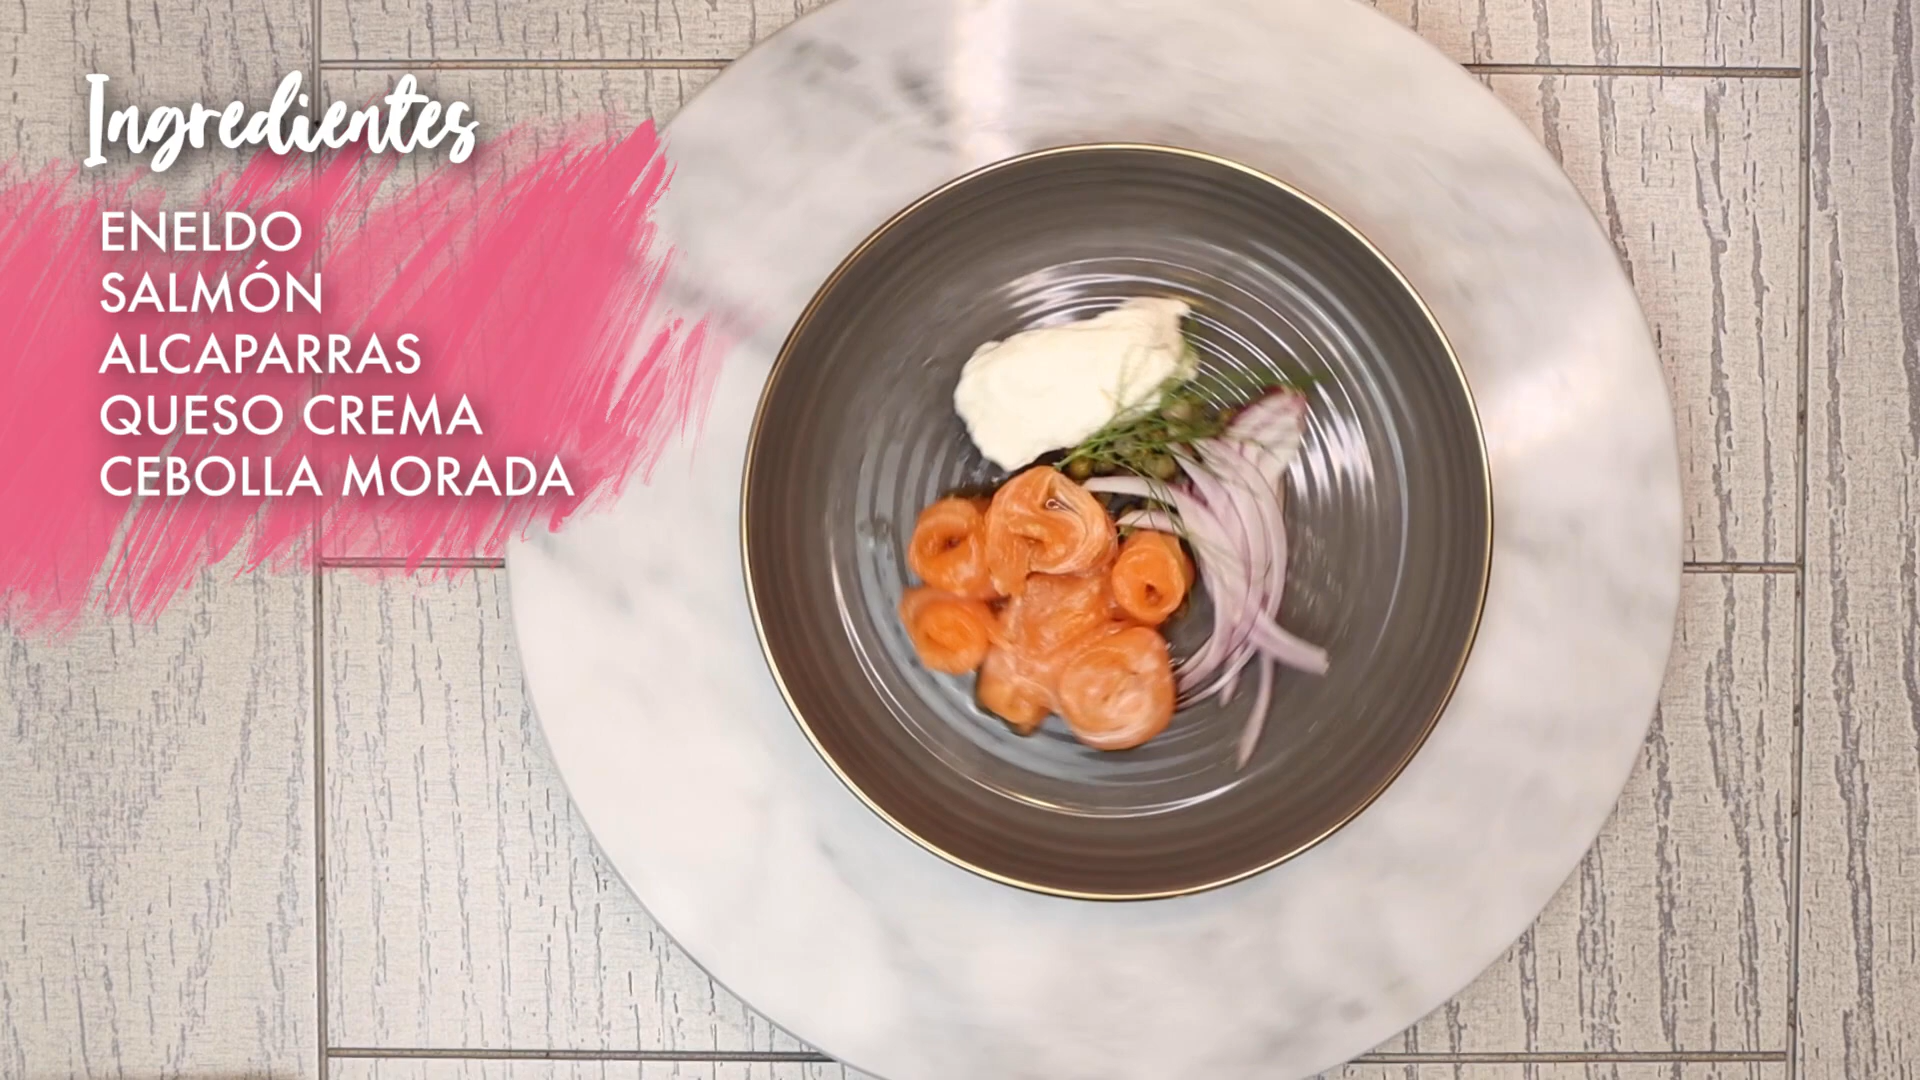 Ingredientes
ENELDO
SALMÓN
ALCAPARRAS
QUESO CREMA
CEBOLLA MORADA